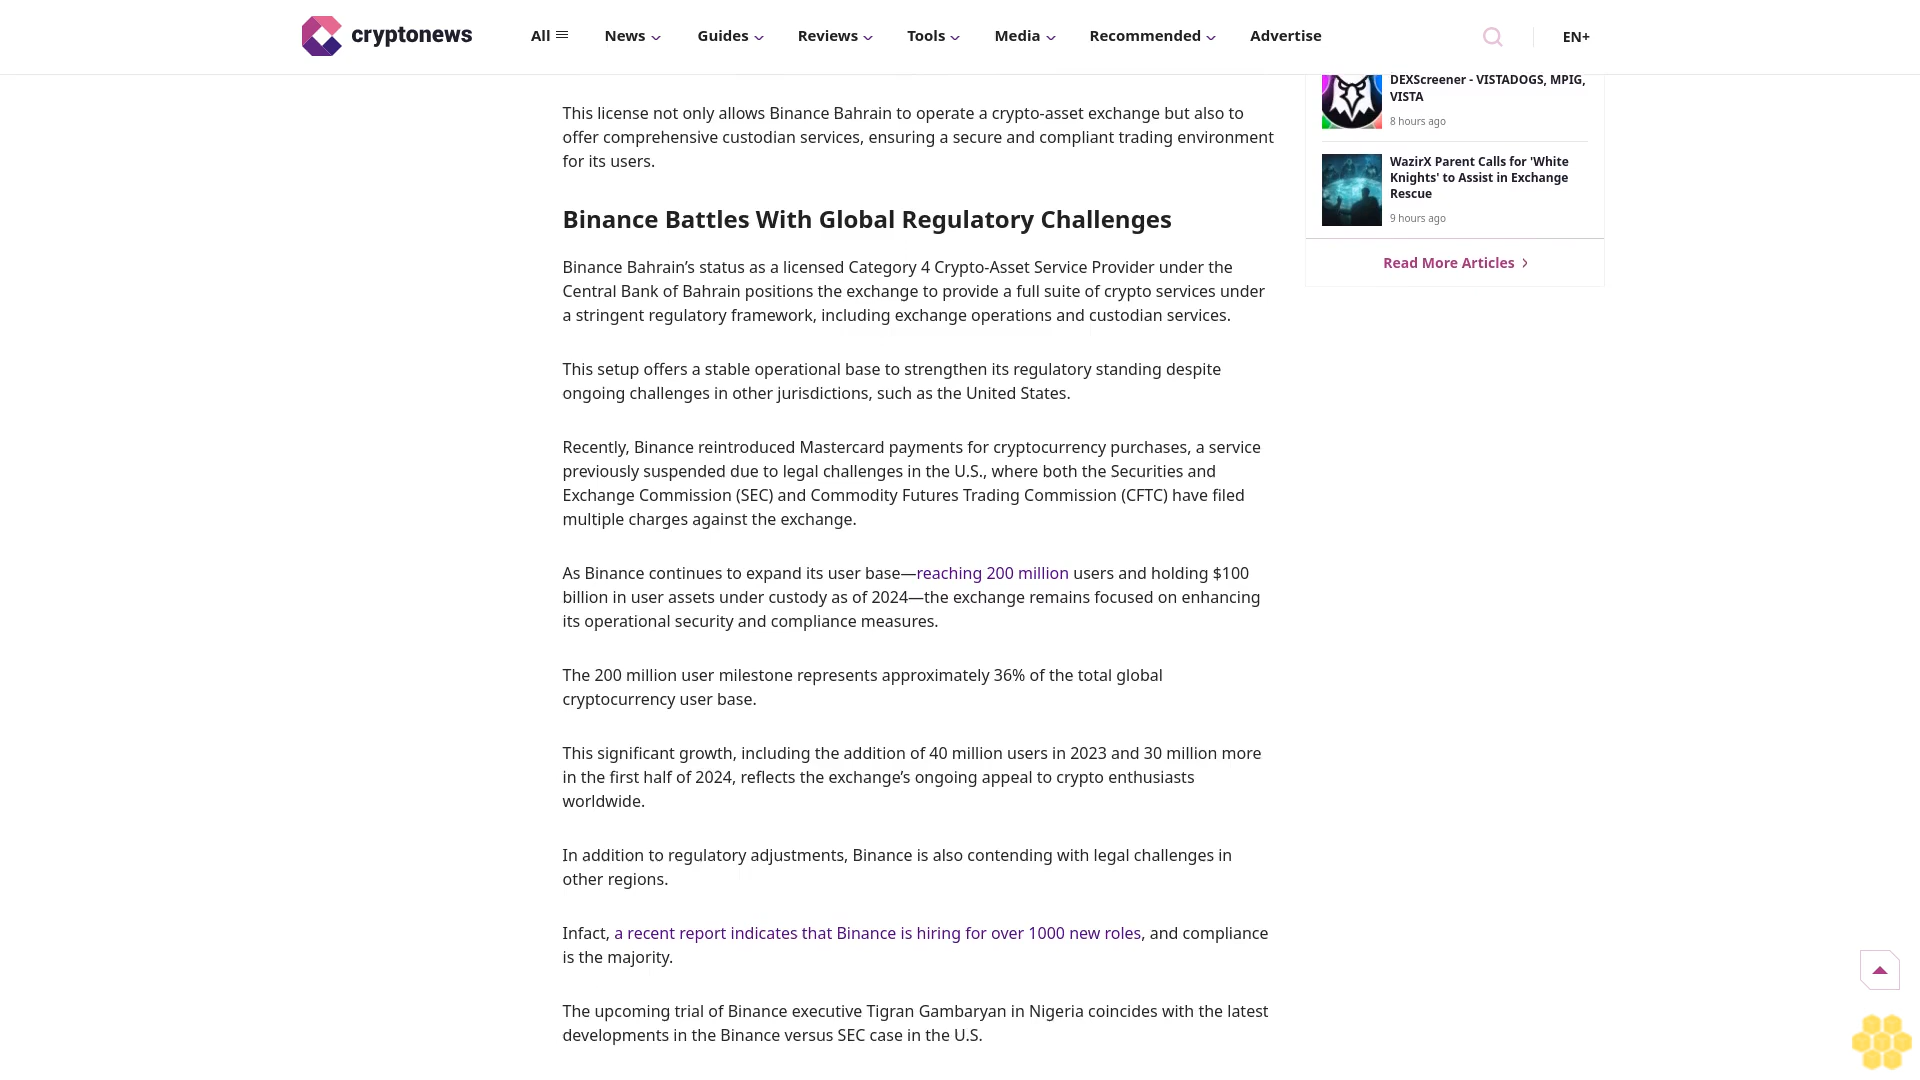 cryptonews
All
News
Guides
Reviews
Tools
Media
Recommended
Advertise
EN+
This license not only allows Binance Bahrain to operate a crypto-asset exchange but also to
offer comprehensive custodian services, ensuring a secure and compliant trading environment
for its users.
Binance Battles With Global Regulatory Challenges
Binance Bahrain’s status as a licensed Category 4 Crypto-Asset Service Provider under the
Central Bank of Bahrain positions the exchange to provide a full suite of crypto services under
a stringent regulatory framework, including exchange operations and custodian services.
This setup offers a stable operational base to strengthen its regulatory standing despite
ongoing challenges in other jurisdictions, such as the United States.
Recently, Binance reintroduced Mastercard payments for cryptocurrency purchases, a service
previously suspended due to legal challenges in the U.S., where both the Securities and
Exchange Commission (SEC) and Commodity Futures Trading Commission (CFTC) have filed
multiple charges against the exchange.
As Binance continues to expand its user base—reaching 200 million users and holding $100
billion in user assets under custody as of 2024—the exchange remains focused on enhancing
its operational security and compliance measures.
The 200 million user milestone represents approximately 36% of the total global
cryptocurrency user base.
This significant growth, including the addition of 40 million users in 2023 and 30 million more
in the first half of 2024, reflects the exchange’s ongoing appeal to crypto enthusiasts
worldwide.
In addition to regulatory adjustments, Binance is also contending with legal challenges in
other regions.
Infact, a recent report indicates that Binance is hiring for over 1000 new roles, and compliance
is the majority.
The upcoming trial of Binance executive Tigran Gambaryan in Nigeria coincides with the latest
developments in the Binance versus SEC case in the U.S.
DEXScreener - VISTADOGS, MPIG,
VISTA
8 hours ago
WazirX Parent Calls for 'White
Knights' to Assist in Exchange
Rescue
9 hours ago
Read More Articles